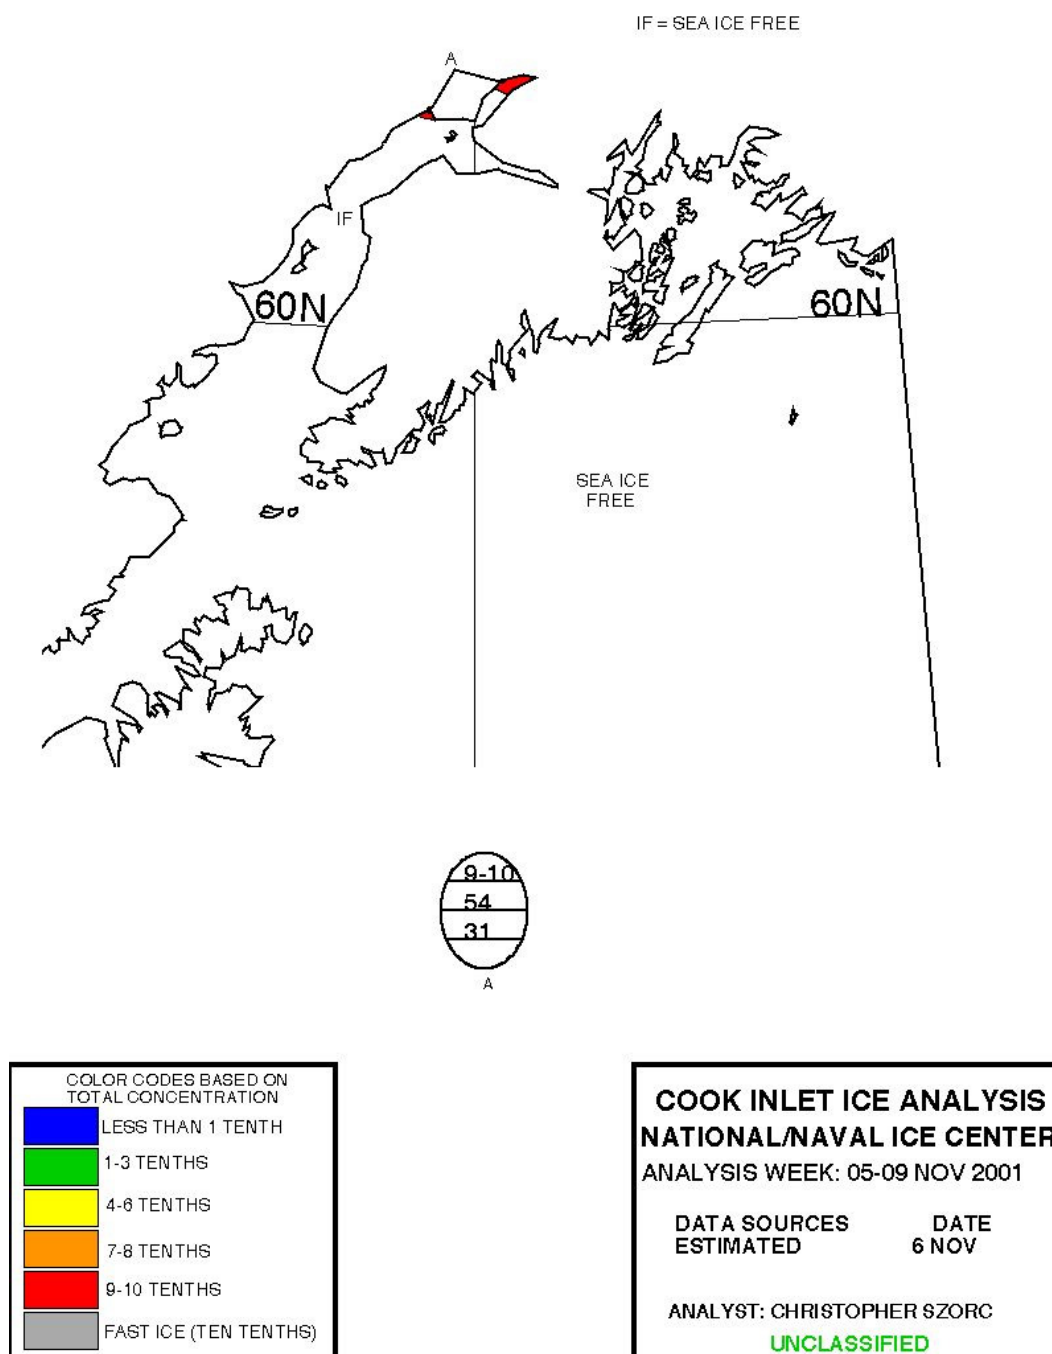 IF = SEA ICE FREE
A
IF
60N
60N
SEA ICE
FREE
9-10
54
31
A
COLOR CODES BASED ON
TOTAL CONCENTRATION
LESS THAN 1 TENTH
1-3 TENTHS
4-6 TENTHS
7-8 TENTHS
9-10 TENTHS
FAST ICE (TEN TENTHS)
COOK INLET ICE ANALYSIS
NATIONAL/NAVAL ICE CENTER
ANALYSIS WEEK: 05-09 NOV 2001
DATA SOURCES DATE
ESTIMATED 6 NOV
ANALYST: CHRISTOPHER SZORC
UNCLASSIFIED